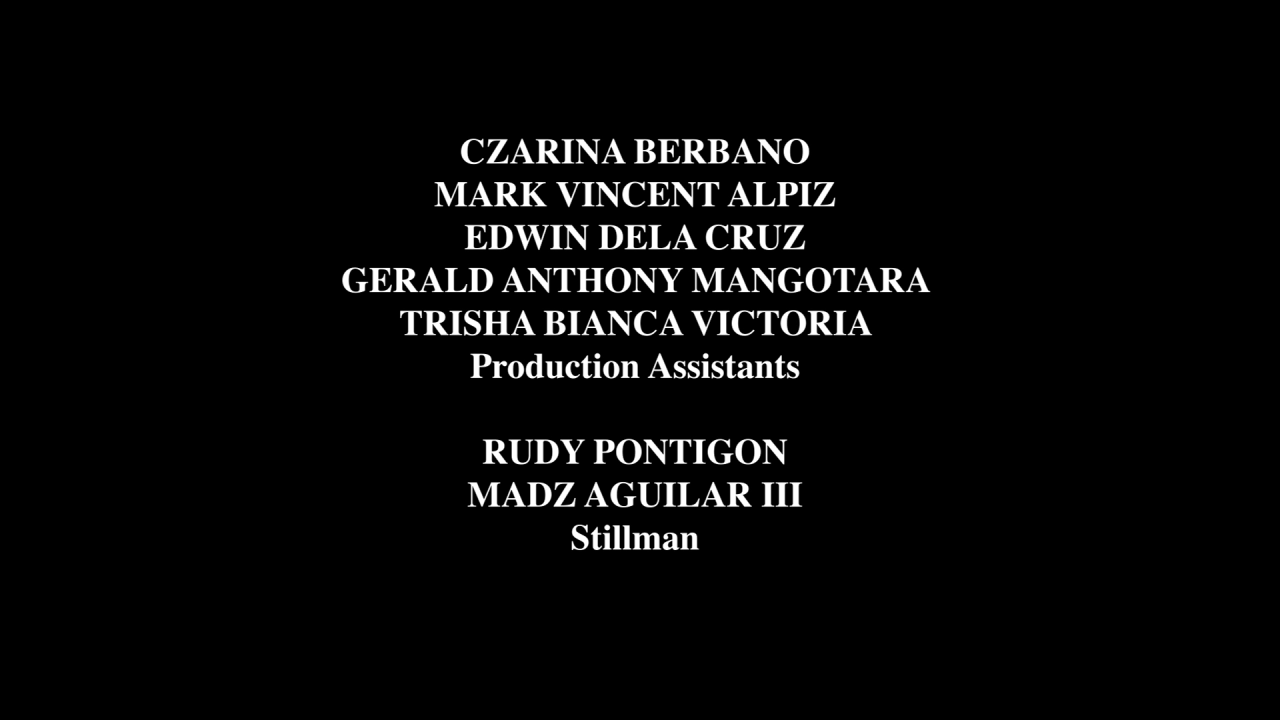 CZARINA BERBANO
MARK VINCENT ALPIZ
EDWIN DELA CRUZ
GERALD ANTHONY MANGOTARA
TRISHA BIANCA VICTORIA
Production Assistants
RUDY PONTIGON
MADZ AGUILAR III
Stillman